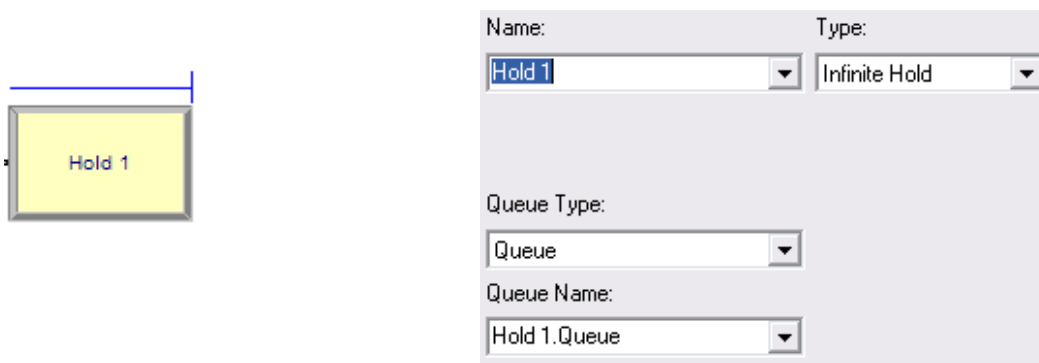 Hold 1
Name:
Type:
Hold 1
Infinite Hold
Queue Type:
Queue
Queue Name:
Hold 1.Queue